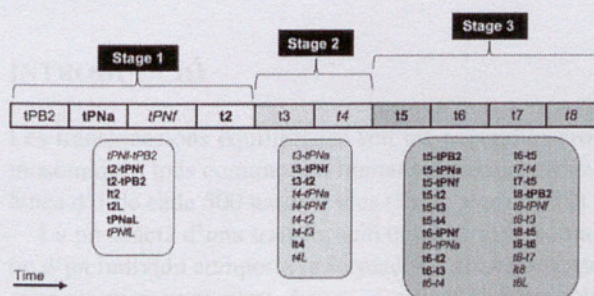 Stage 1
Stage 2
Stage 3
tPB2 tPNa tPNf t2 t3 t4 t5 t6 t7 t8
tPNf-tPB2
t2-tPNf
t2-tPB2
lt2
t2L
tPNaL
tPNfL
t3-tPNa
t3-tPNf
t3-t2
t4-tPNa
t4-tPNf
t4-t2
t4-t3
lt4
t4L
t5-tPB2
t5-tPNa
t5-tPNf
t5-t2
t5-t3
t5-t4
t6-tPNf
t6-tPNa
t6-t2
t6-t3
t6-t4
t6-t5
t7-t4
t7-t5
t8-tPB2
t8-tPNf
t8-t3
t8-t5
t8-t6
t8-t7
lt8
Time